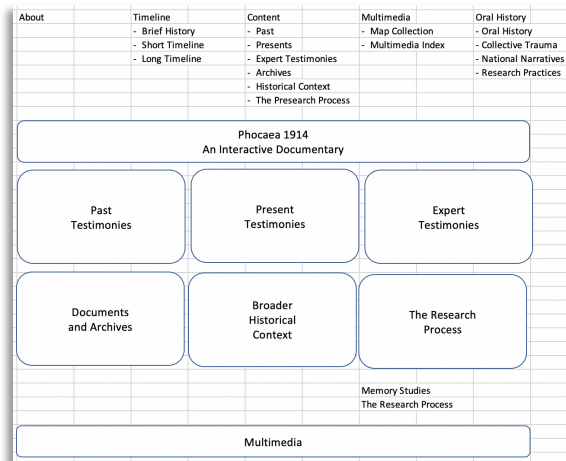 About
Timeline
- Brief History
- Short Timeline
- Long Timeline
Content
- Past
- Presents
- Expert Testimonies
- Archives
- Historical Context
- The Presearch Process
Multimedia
- Map Collection
- Multimedia Index
Oral History
- Oral History
- Collective Trauma
- National Narratives
- Research Practices
Phocaea 1914
An Interactive Documentary
Past
Testimonies
Present
Testimonies
Expert
Testimonies
Documents
and Archives
Broader
Historical
Context
The Research
Process
Memory Studies
The Research Process
Multimedia